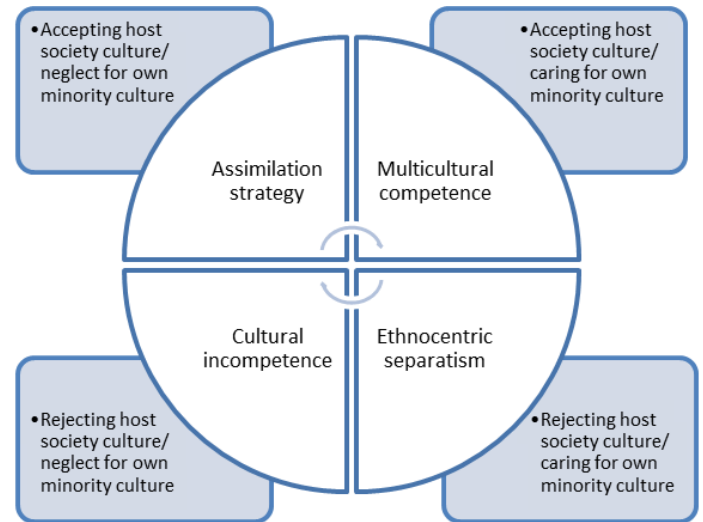 •Accepting host
society culture/
neglect for own
minority culture
•Accepting host
society culture/
caring for own
minority culture
Assimilation
strategy
Multicultural
competence
Cultural
incompetence
Ethnocentric
separatism
•Rejecting host
society culture/
neglect for own
minority culture
•Rejecting host
society culture/
caring for own
minority culture